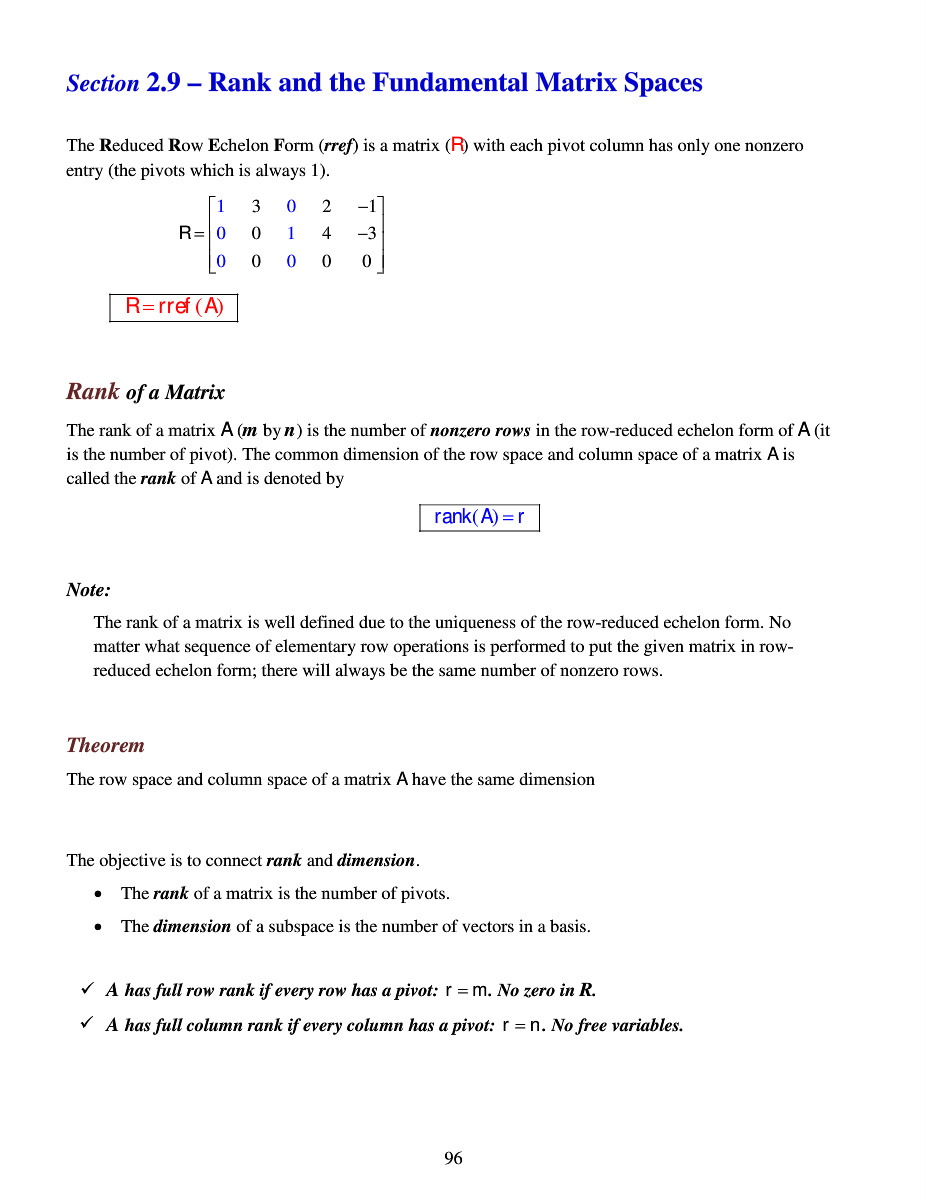 Section 2.9 – Rank and the Fundamental Matrix Spaces
The Reduced Row Echelon Form (rref) is a matrix (R) with each pivot column has only one nonzero
entry (the pivots which is always 1).
1 3 0 2 −1
R = 0 0 1 4 −3
0 0 0 0 0
R = rref (A)
Rank of a Matrix
The rank of a matrix A (m by n) is the number of nonzero rows in the row-reduced echelon form of A (it
is the number of pivot). The common dimension of the row space and column space of a matrix A is
called the rank of A and is denoted by
rank(A) = r
Note:
The rank of a matrix is well defined due to the uniqueness of the row-reduced echelon form. No
matter what sequence of elementary row operations is performed to put the given matrix in row-
reduced echelon form; there will always be the same number of nonzero rows.
Theorem
The row space and column space of a matrix A have the same dimension
The objective is to connect rank and dimension.
• The rank of a matrix is the number of pivots.
• The dimension of a subspace is the number of vectors in a basis.
✓ A has full row rank if every row has a pivot: r = m. No zero in R.
✓ A has full column rank if every column has a pivot: r = n. No free variables.
96